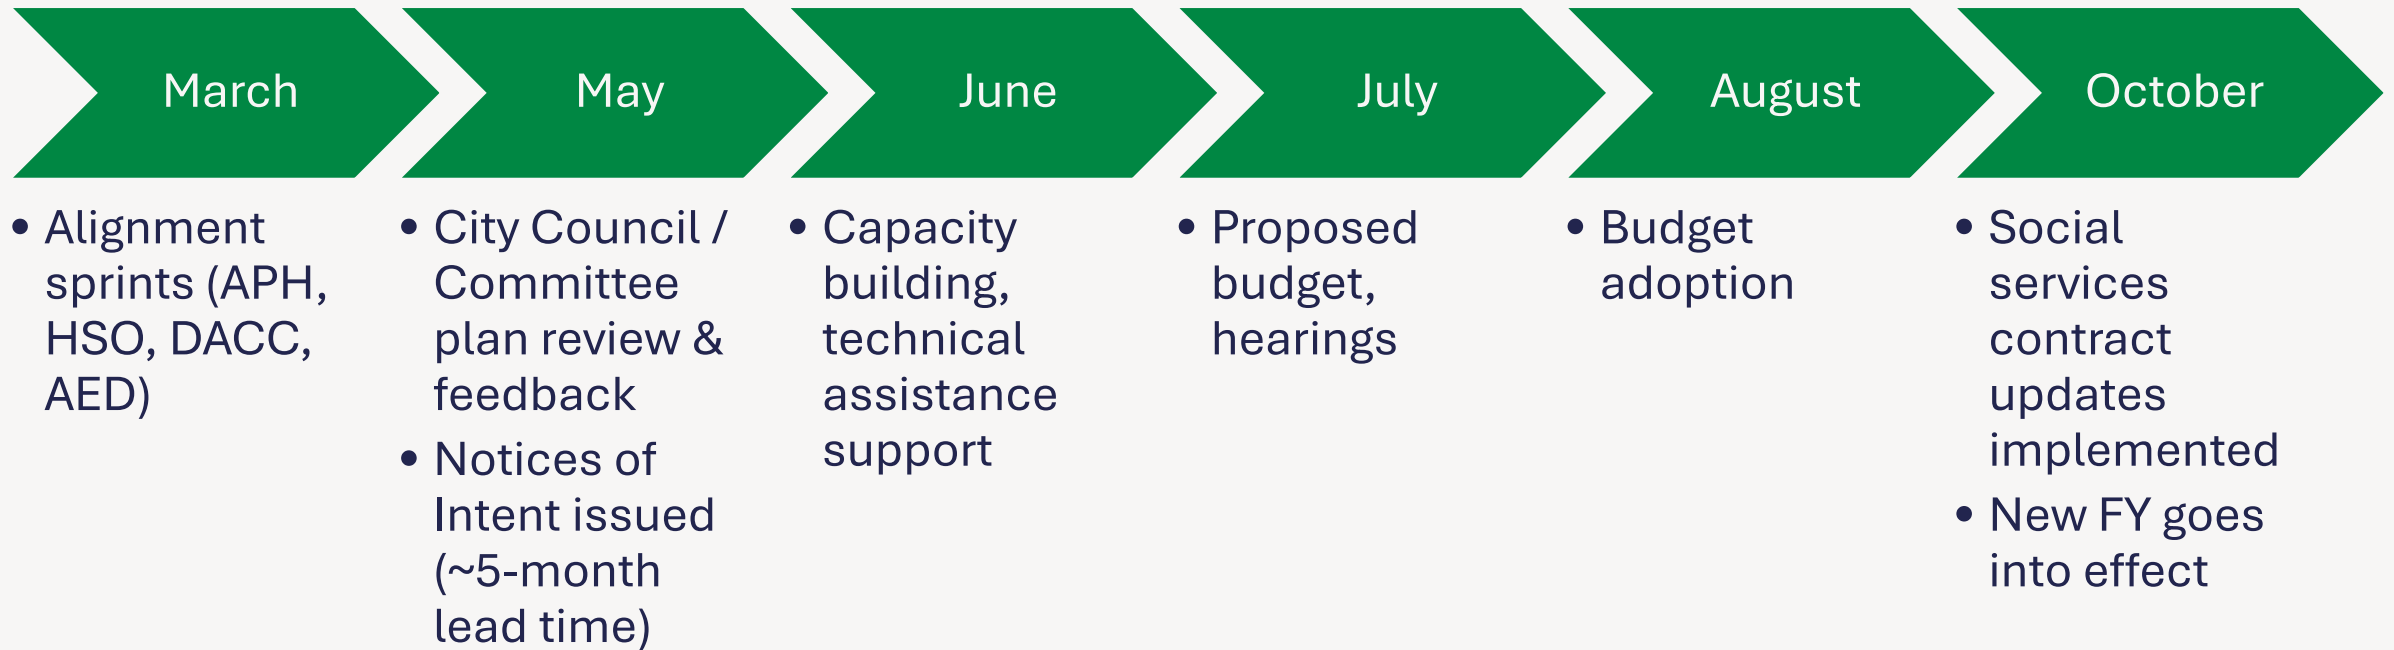 March
• Alignment
sprints (APH,
HSO, DACC,
AED)
May
• City Council /
Committee
plan review &
feedback
• Notices of
Intent issued
(~5-month
lead time)
June
• Capacity
building,
technical
assistance
support
July
• Proposed
budget,
hearings
August
• Budget
adoption
October
• Social
services
contract
updates
implemented
• New FY goes
into effect